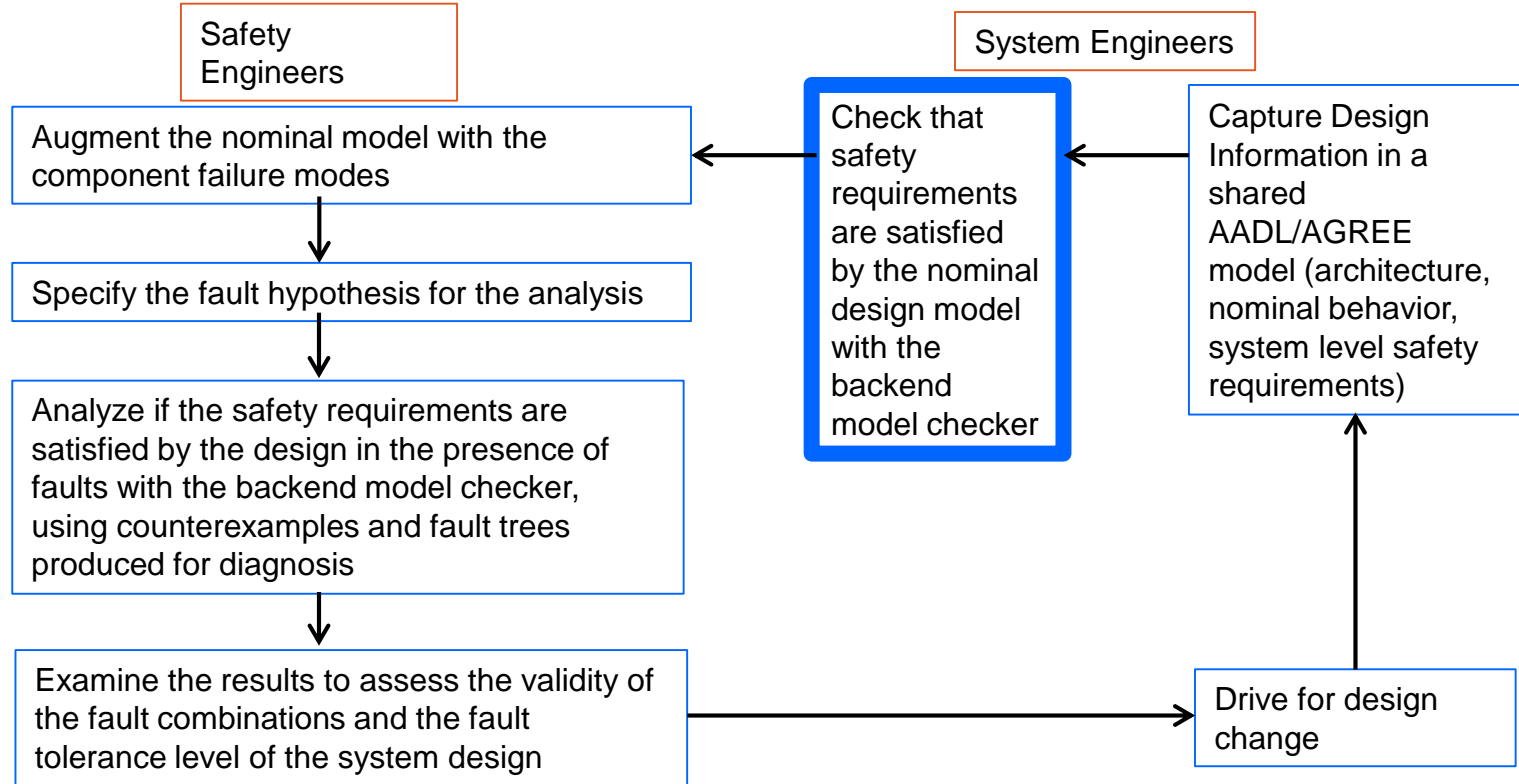 Safety
Engineers
System Engineers
Augment the nominal model with the
component failure modes
Specify the fault hypothesis for the analysis
Analyze if the safety requirements are
satisfied by the design in the presence of
faults with the backend model checker,
using counterexamples and fault trees
produced for diagnosis
Examine the results to assess the validity of
the fault combinations and the fault
tolerance level of the system design
Check that
safety
requirements
are satisfied
by the nominal
design model
with the
backend
model checker
Capture Design
Information in a
shared
AADL/AGREE
model (architecture,
nominal behavior,
system level safety
requirements)
Drive for design
change